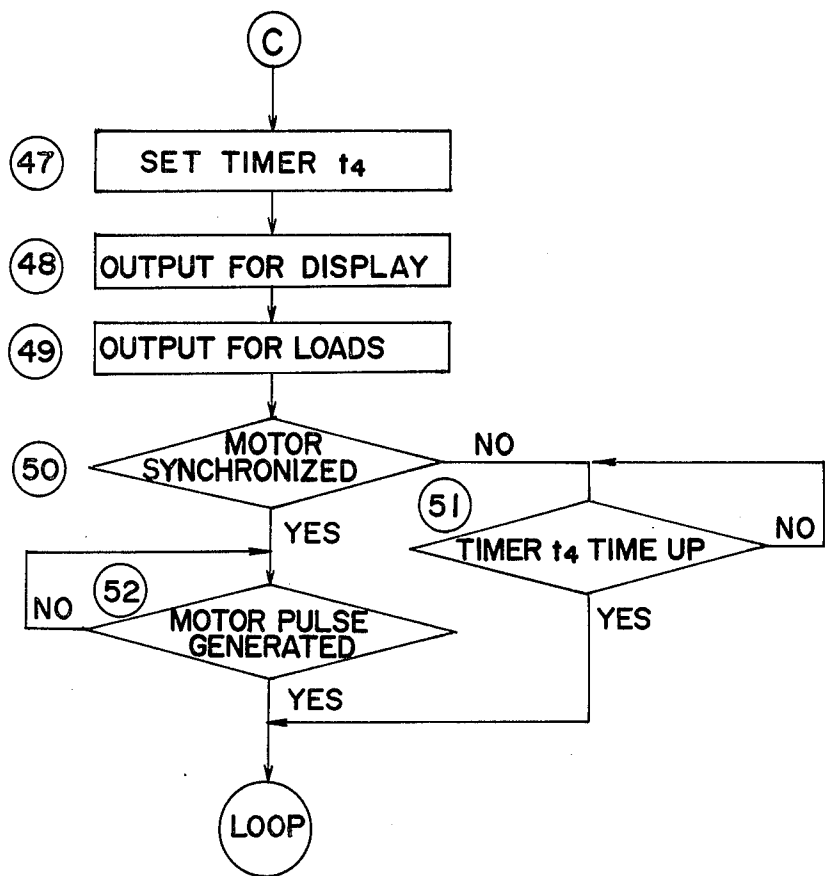 C
47
SET TIMER t4
48
OUTPUT FOR DISPLAY
49
OUTPUT FOR LOADS
50
MOTOR
SYNCHRONIZED
NO
YES
51
TIMER t4 TIME UP
NO
YES
52
NO
MOTOR PULSE
GENERATED
YES
LOOP